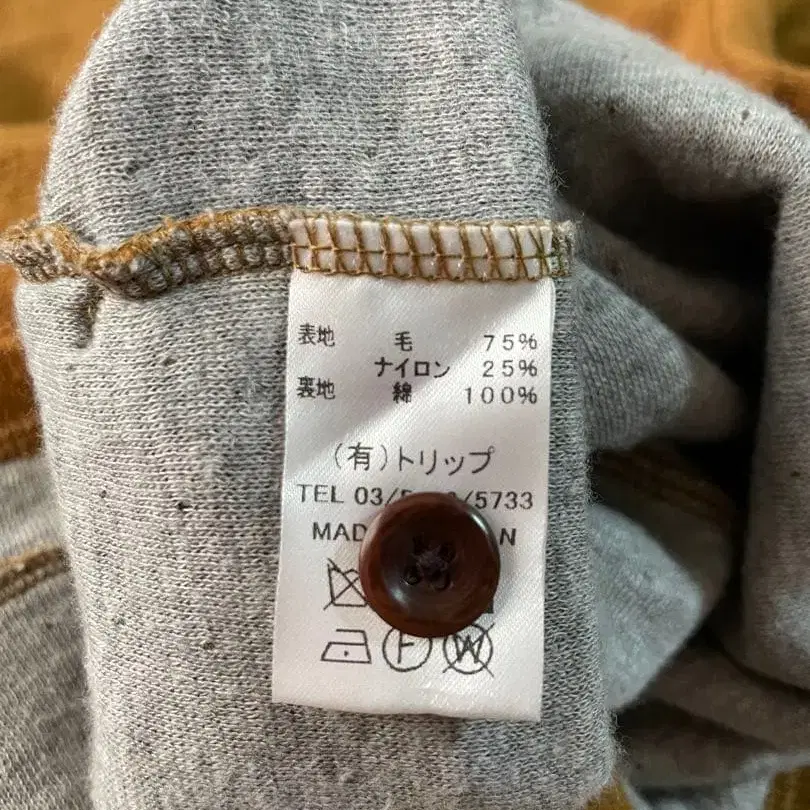 表地 毛 75%
ナイロン 25%
裏地 綿 100%
(有)トリップ
TEL 03/ /5733
MAD N
F W